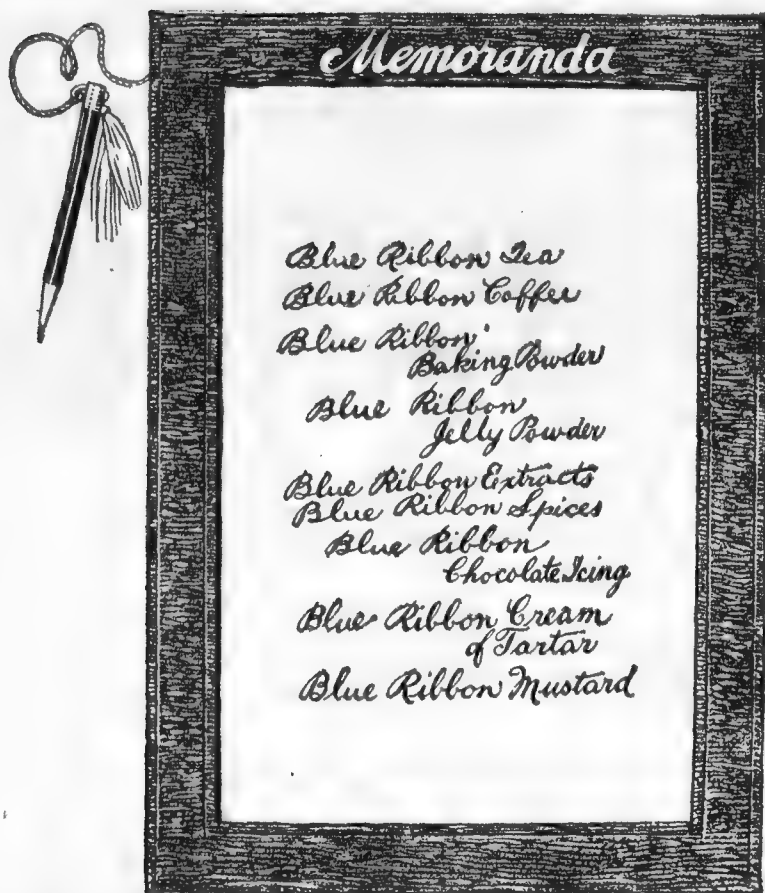 Memoranda
Blue Ribbon Tea
Blue Ribbon Coffee
Blue Ribbon
Baking Powder
Blue Ribbon
Jelly Powder
Blue Ribbon Extracts
Blue Ribbon Spices
Blue Ribbon
Chocolate Icing
Blue Ribbon Cream
of Tartar
Blue Ribbon Mustard